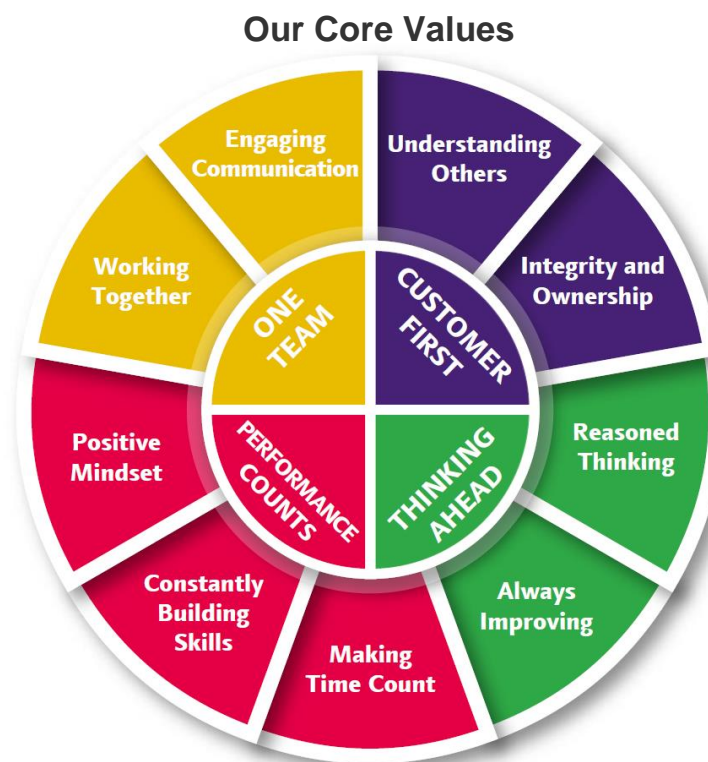 Our Core Values
Engaging
Communication
Understanding
Others
Working
Together
Integrity and
Ownership
ONE
TEAM
CUSTOMER
FIRST
Positive
Mindset
PERFORMANCE
COUNTS
THINKING
AHEAD
Reasoned
Thinking
Constantly
Building
Skills
Making
Time Count
Always
Improving